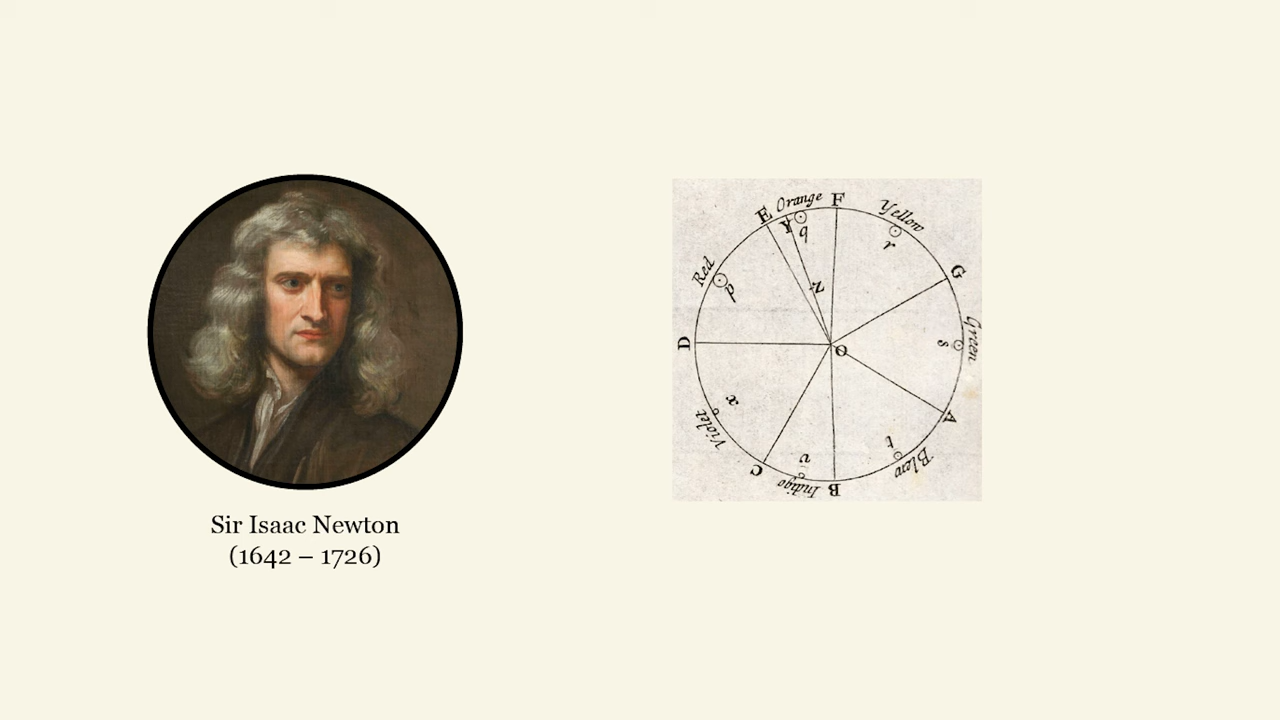 Sir Isaac Newton
(1642 – 1726)
E
Orange
F
Yellow
Y
q
r
G
Red
p
Z
Green
s
D
O
A
x
Violet
t
Blew
C
v
Indigo
B